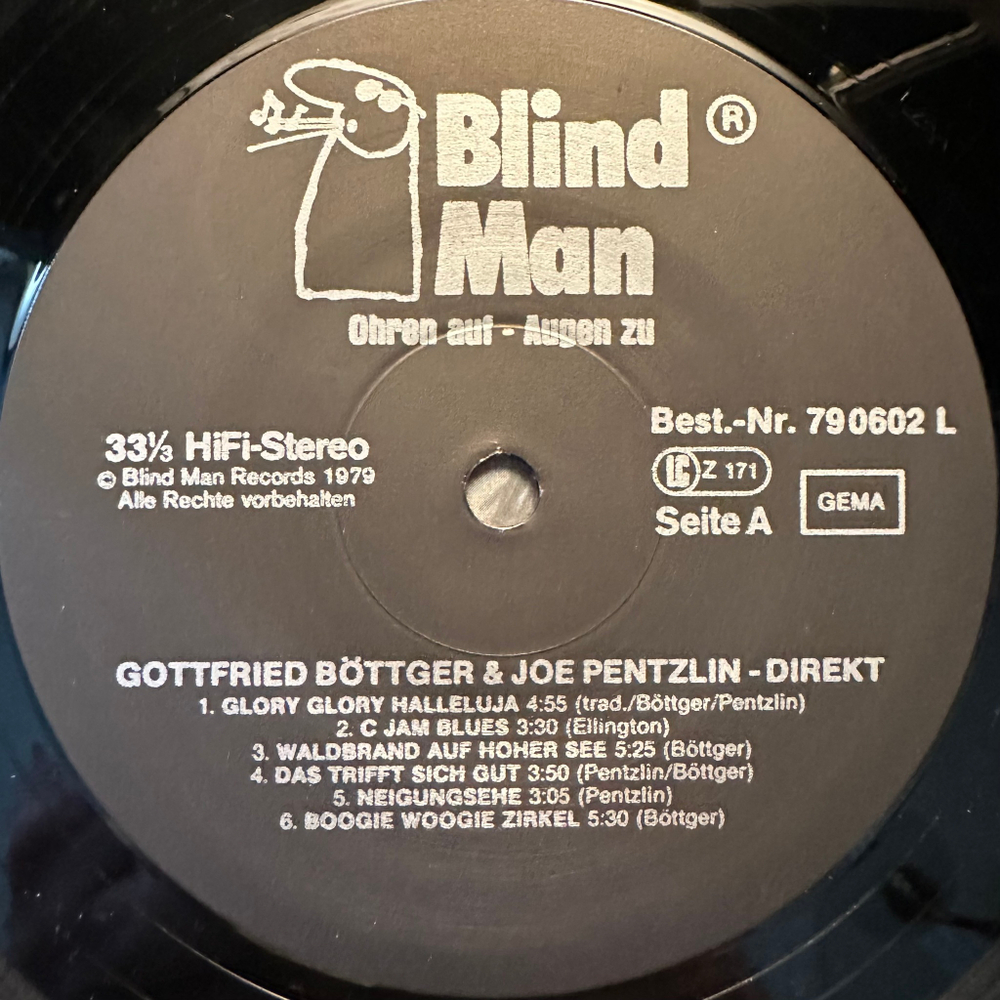 Blind ®
Man
Ohren auf - Augen zu
33⅓ HiFi-Stereo
© Blind Man Records 1979
Alle Rechte vorbehalten
Best.-Nr. 790602 L
LC Z 171
Seite A
GEMA
GOTTFRIED BÖTTGER & JOE PENTZLIN - DIREKT
1. GLORY GLORY HALLELUJA 4:55 (trad./Böttger/Pentzlin)
2. C JAM BLUES 3:30 (Ellington)
3. WALDBRAND AUF HOHER SEE 5:25 (Böttger)
4. DAS TRIFFT SICH GUT 3:50 (Pentzlin/Böttger)
5. NEIGUNGSEHE 3:05 (Pentzlin)
6. BOOGIE WOOGIE ZIRKEL 5:30 (Böttger)